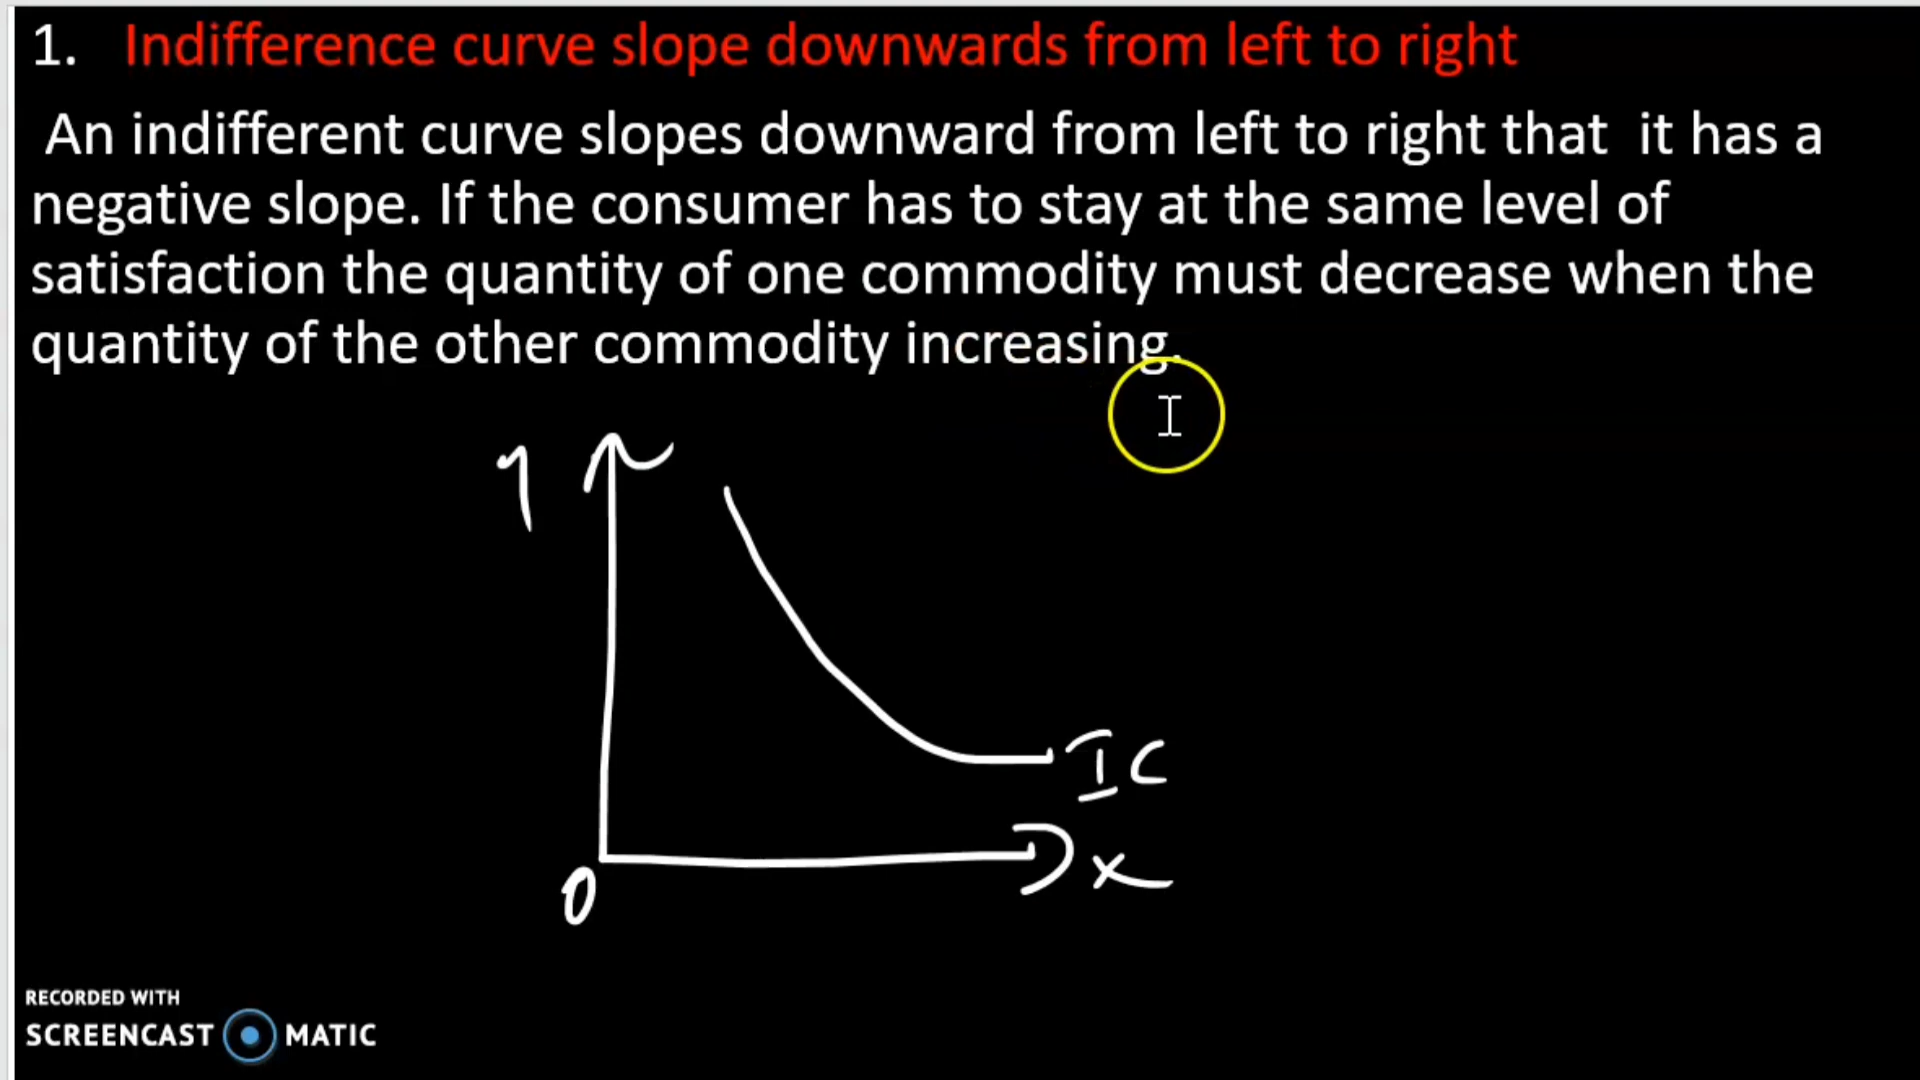 1. Indifference curve slope downwards from left to right
An indifferent curve slopes downward from left to right that it has a
negative slope. If the consumer has to stay at the same level of
satisfaction the quantity of one commodity must decrease when the
quantity of the other commodity increasing.
IC
x
0
RECORDED WITH
SCREENCAST MATIC